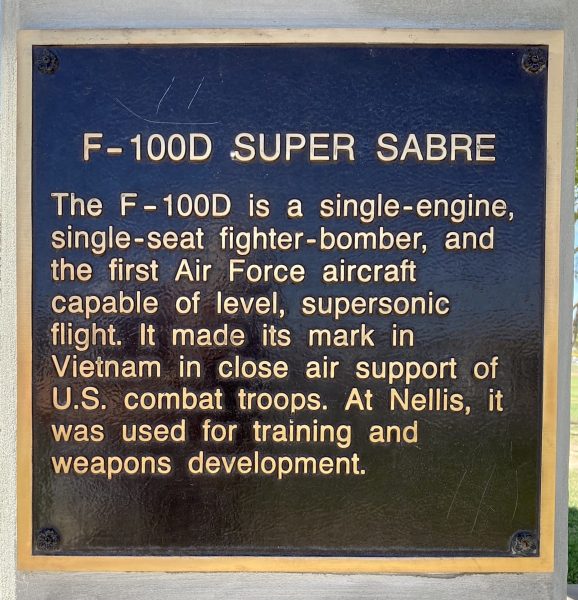 F-100D SUPER SABRE
The F-100D is a single-engine,
single-seat fighter-bomber, and
the first Air Force aircraft
capable of level, supersonic
flight. It made its mark in
Vietnam in close air support of
U.S. combat troops. At Nellis, it
was used for training and
weapons development.